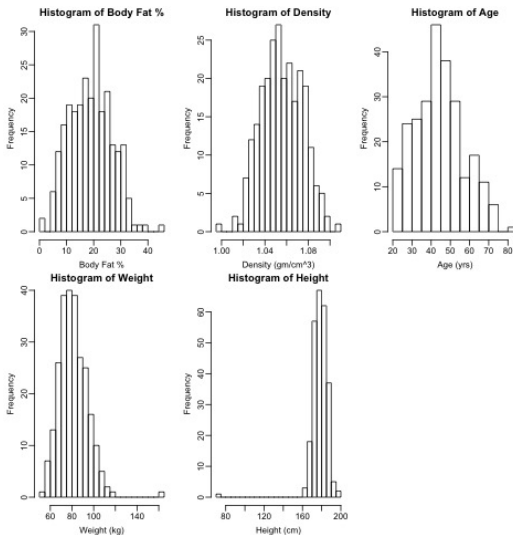 Histogram of Body Fat %
Frequency
0 5 10 15 20 25 30
0 10 20 30 40
Body Fat %
Histogram of Density
Frequency
0 5 10 15 20 25
1.00 1.04 1.08
Density (gm/cm^3)
Histogram of Age
Frequency
0 10 20 30 40
20 30 40 50 60 70 80
Age (yrs)
Histogram of Weight
Frequency
0 10 20 30 40
60 80 100 140
Weight (kg)
Histogram of Height
Frequency
0 10 20 30 40 50 60
80 120 160 200
Height (cm)